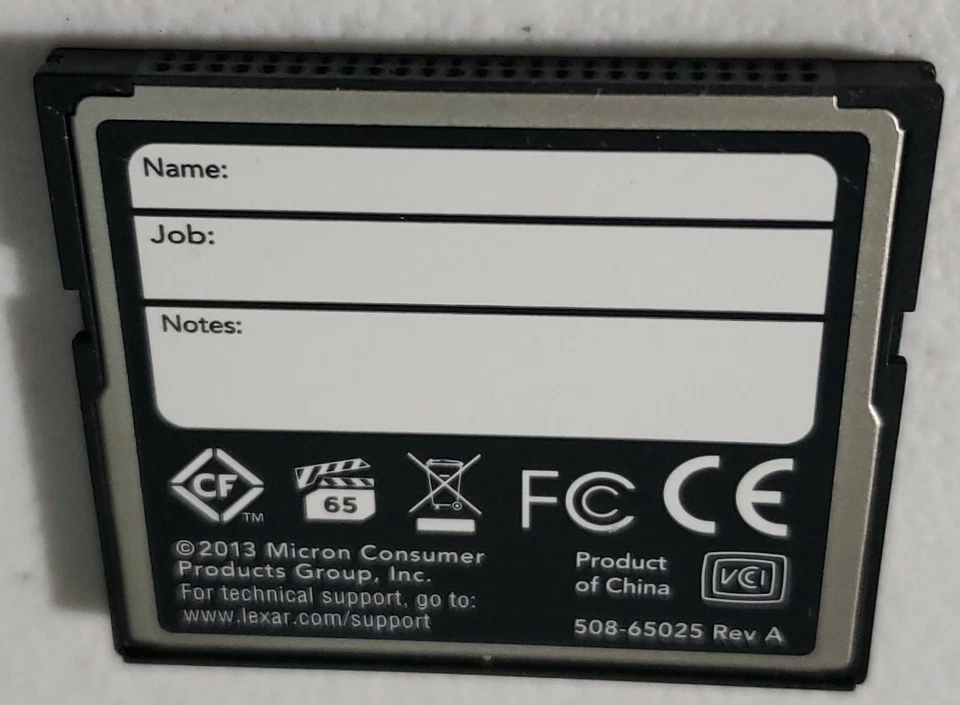 Name:
Job:
Notes:
CF TM
65
FC CE
©2013 Micron Consumer
Products Group, Inc.
For technical support, go to:
www.lexar.com/support
Product
of China
VCI
508-65025 Rev A